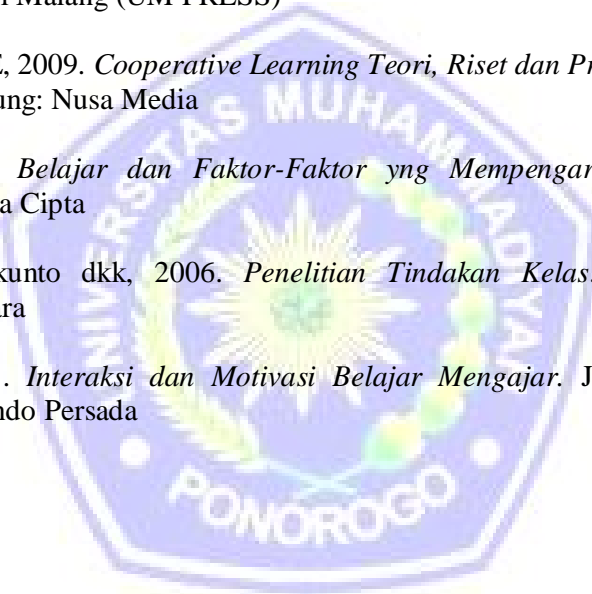 Malang (UM PRESS)
E, 2009. Cooperative Learning Teori, Riset dan Pr
ung: Nusa Media
Belajar dan Faktor-Faktor yng Mempengar
a Cipta
kunto dkk, 2006. Penelitian Tindakan Kelas.
ara
. Interaksi dan Motivasi Belajar Mengajar. J
ndo Persada
UNIVERSITAS MUHAMMADIYAH
PONOROGO